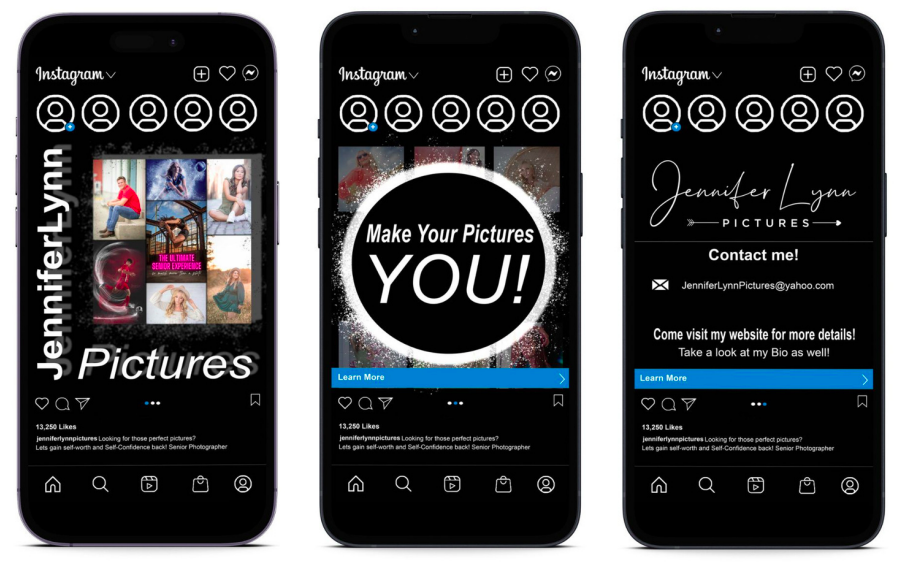 Instagram
JenniferLynn
THE ULTIMATE
SENIOR EXPERIENCE
Pictures
13,250 Likes
jenniferlynnpictures Looking for those perfect pictures?
Lets gain self-worth and Self-Confidence back! Senior Photographer
Instagram
Make Your Pictures
YOU!
Learn More
13,250 Likes
jenniferlynnpictures Looking for those perfect pictures?
Lets gain self-worth and Self-Confidence back! Senior Photographer
Instagram
Jennifer Lynn
PICTURES
Contact me!
JenniferLynnPictures@yahoo.com
Come visit my website for more details!
Take a look at my Bio as well!
Learn More
13,250 Likes
jenniferlynnpictures Looking for those perfect pictures?
Lets gain self-worth and Self-Confidence back! Senior Photographer